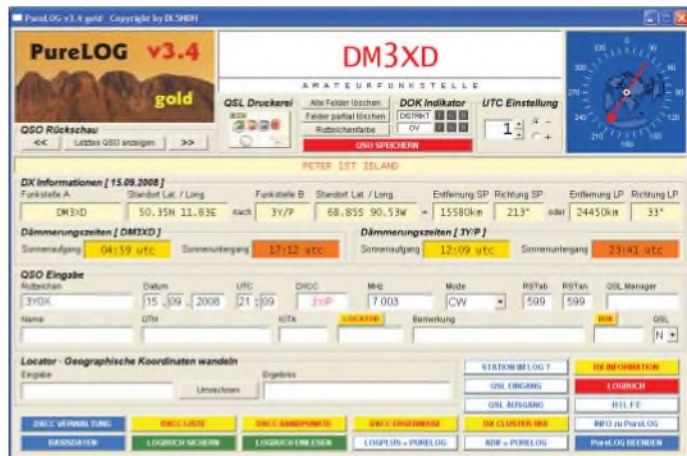 PureLOG v3.4 gold Copyright by DL5NDH
PureLOG v3.4
gold
DM3XD
AMATEURFUNKSTELLE
QSL Druckerei
Alle Felder löschen
Felder partial löschen
Rufzeichenfarbe
DOK Indikator
DISTRIKT
OV
UTC Einstellung
1
QSO SPEICHERN
QSO Rückschau
<< Letztes QSO anzeigen >>
PETER 1ST ISLAND
DX Informationen [ 15.09.2008 ]
Funkstelle A Standort Lat. / Long. Funkstelle B Standort Lat. / Long. Entfernung SP Richtung SP Entfernung LP Richtung LP
DM3XD 50.35N 11.83E nach 3Y/P 68.85S 90.53W = 15580km 213° oder 24450km 33°
Dämmerungszeiten [ DM3XD ] Dämmerungszeiten [ 3Y/P ]
Sonnenaufgang 04:59 utc Sonnenuntergang 17:12 utc Sonnenaufgang 12:09 utc Sonnenuntergang 23:41 utc
QSO Eingabe
Rufzeichen Datum UTC DXCC MHz Mode RSTab RSTan QSL Manager
3Y0X 15 . 09 . 2008 21 : 09 3Y/P 7.003 CW 599 599
Name QTH IOTA LOCATOR Bemerkung DOK QSL
N
Locator - Geographische Koordinaten wandeln
Eingabe Ergebnis
Umrechnen
STATION IM LOG ? DX INFORMATION
QSL EINGANG LOGBUCH
QSL AUSGANG HILFE
DXCC VERWALTUNG DXCC LISTE DXCC BANDPUNKTE DXCC ERGEBNISSE DX CLUSTER INFO zu PureLOG
BASISDATEN LOGBUCH SICHERN LOGBUCH EINLESEN LOGPLUS > PURELOG ADIF > PURELOG PureLOG BEENDEN